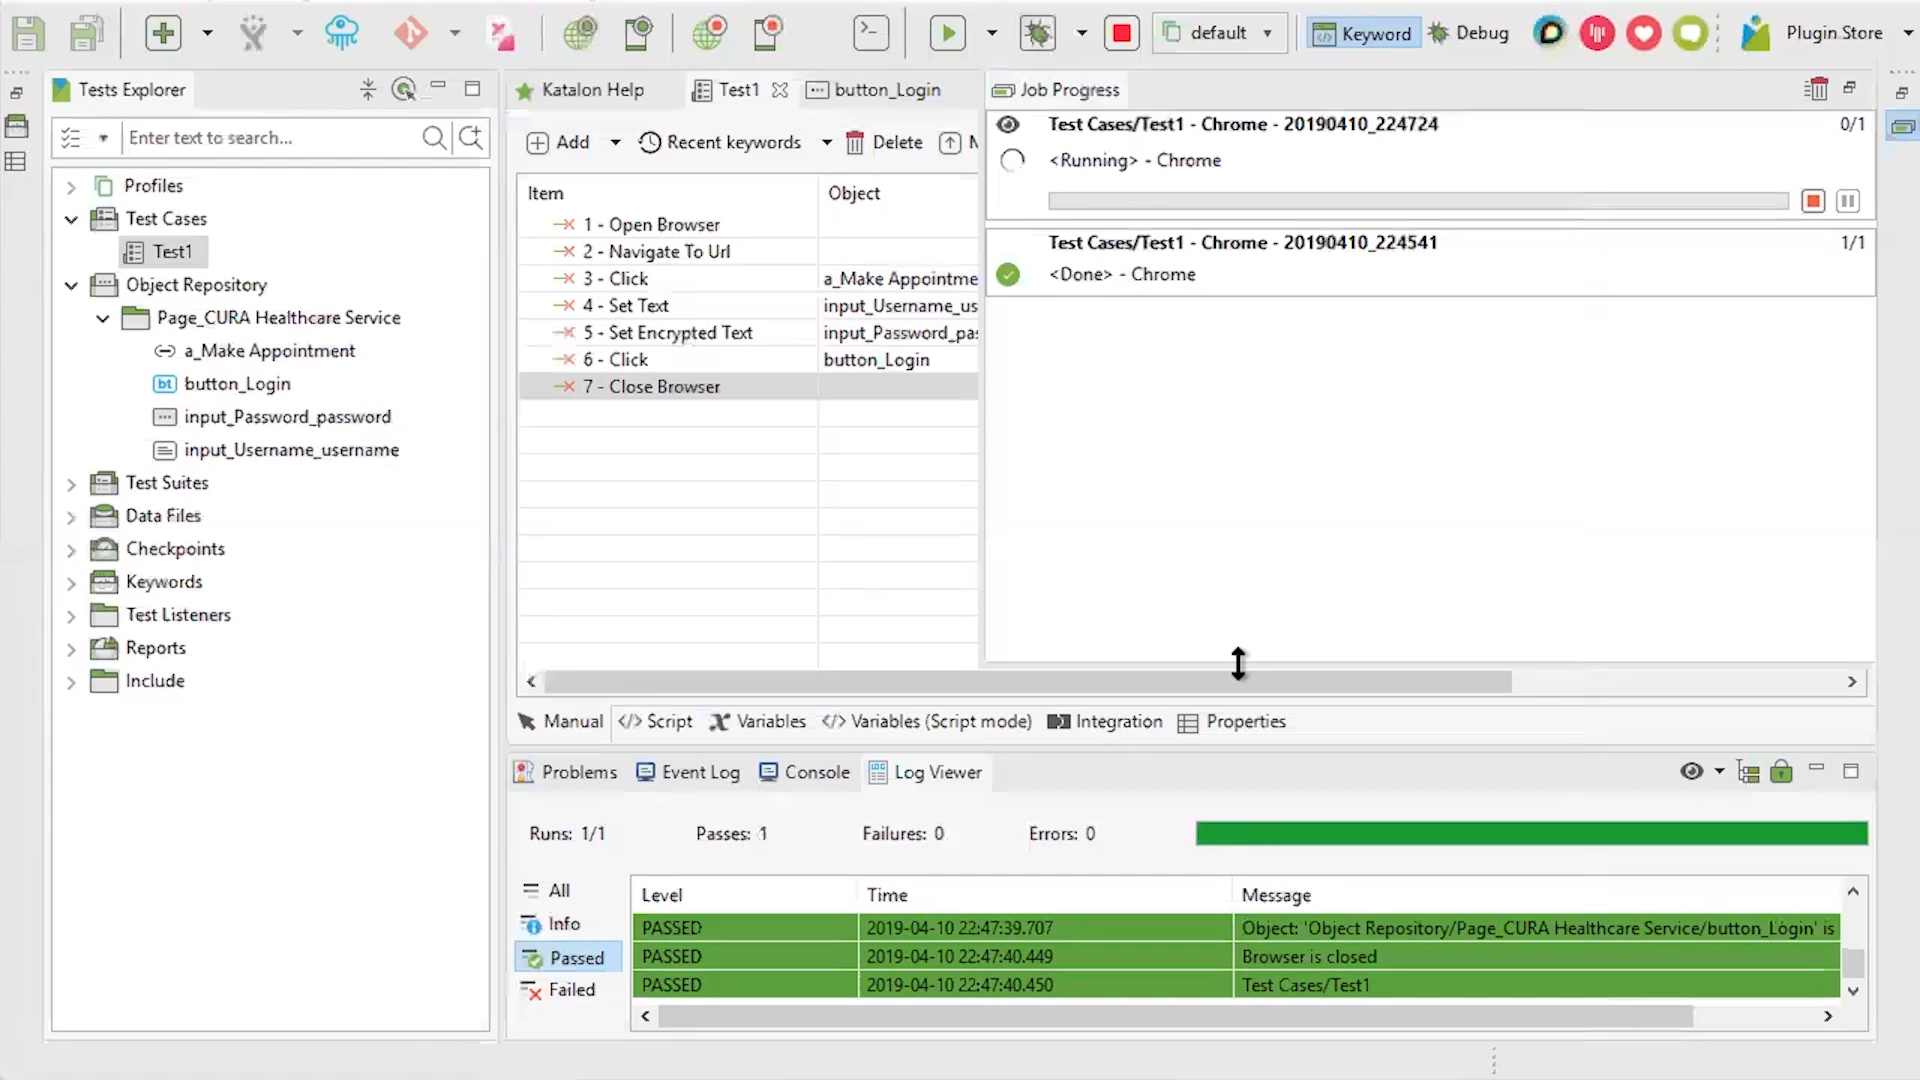 default
Keyword
Debug
Plugin Store
Tests Explorer
Katalon Help
Test1
button_Login
Job Progress
Enter text to search...
Add
Recent keywords
Delete
Test Cases/Test1 - Chrome - 20190410_224724
0/1
<Running> - Chrome
Test Cases/Test1 - Chrome - 20190410_224541
1/1
<Done> - Chrome
Profiles
Test Cases
Test1
Object Repository
Page_CURA Healthcare Service
a_Make Appointment
bt button_Login
input_Password_password
input_Username_username
Test Suites
Data Files
Checkpoints
Keywords
Test Listeners
Reports
Include
Item
Object
1 - Open Browser
2 - Navigate To Url
3 - Click
a_Make Appointme
4 - Set Text
input_Username_us
5 - Set Encrypted Text
input_Password_pas
6 - Click
button_Login
7 - Close Browser
Manual
</> Script
Variables
</> Variables (Script mode)
Integration
Properties
Problems
Event Log
Console
LOG Log Viewer
Runs: 1/1
Passes: 1
Failures: 0
Errors: 0
All
Info
Passed
Failed
Level
Time
Message
PASSED
2019-04-10 22:47:39.707
Object: 'Object Repository/Page_CURA Healthcare Service/button_Login' is
PASSED
2019-04-10 22:47:40.449
Browser is closed
PASSED
2019-04-10 22:47:40.450
Test Cases/Test1